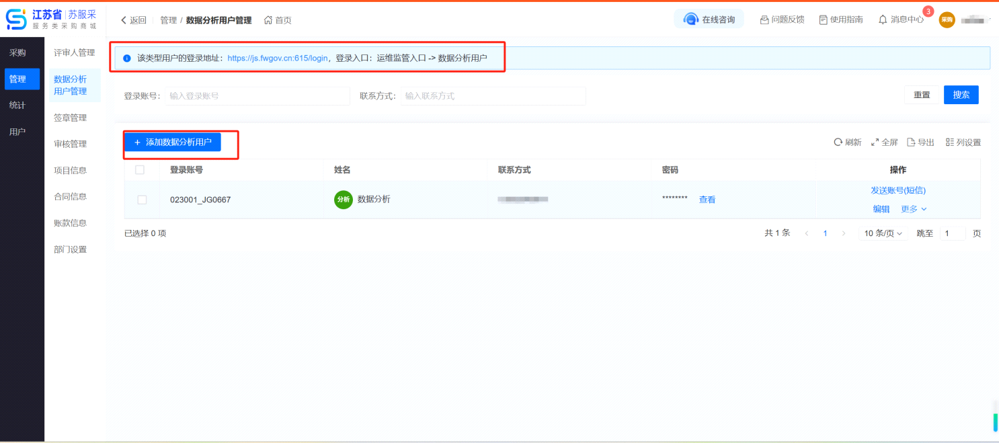 江苏省 苏服采
服务类采购商城
返回 管理 / 数据分析用户管理 首页
在线咨询 问题反馈 使用指南 消息中心 3 采购
采购
管理
统计
用户
评审人管理
数据分析
用户管理
签章管理
审核管理
项目信息
合同信息
账款信息
部门设置
该类型用户的登录地址：https://js.fwgov.cn:615/login，登录入口：运维监管入口 -> 数据分析用户
登录账号： 输入登录账号 联系方式： 输入联系方式 重置 搜索
+ 添加数据分析用户 刷新 全屏 导出 列设置
登录账号 姓名 联系方式 密码 操作
023001_JG0667 分析 数据分析 ******** 查看 发送账号(短信)
编辑 更多
已选择 0 项 共 1 条 < 1 > 10 条/页 跳至 1 页